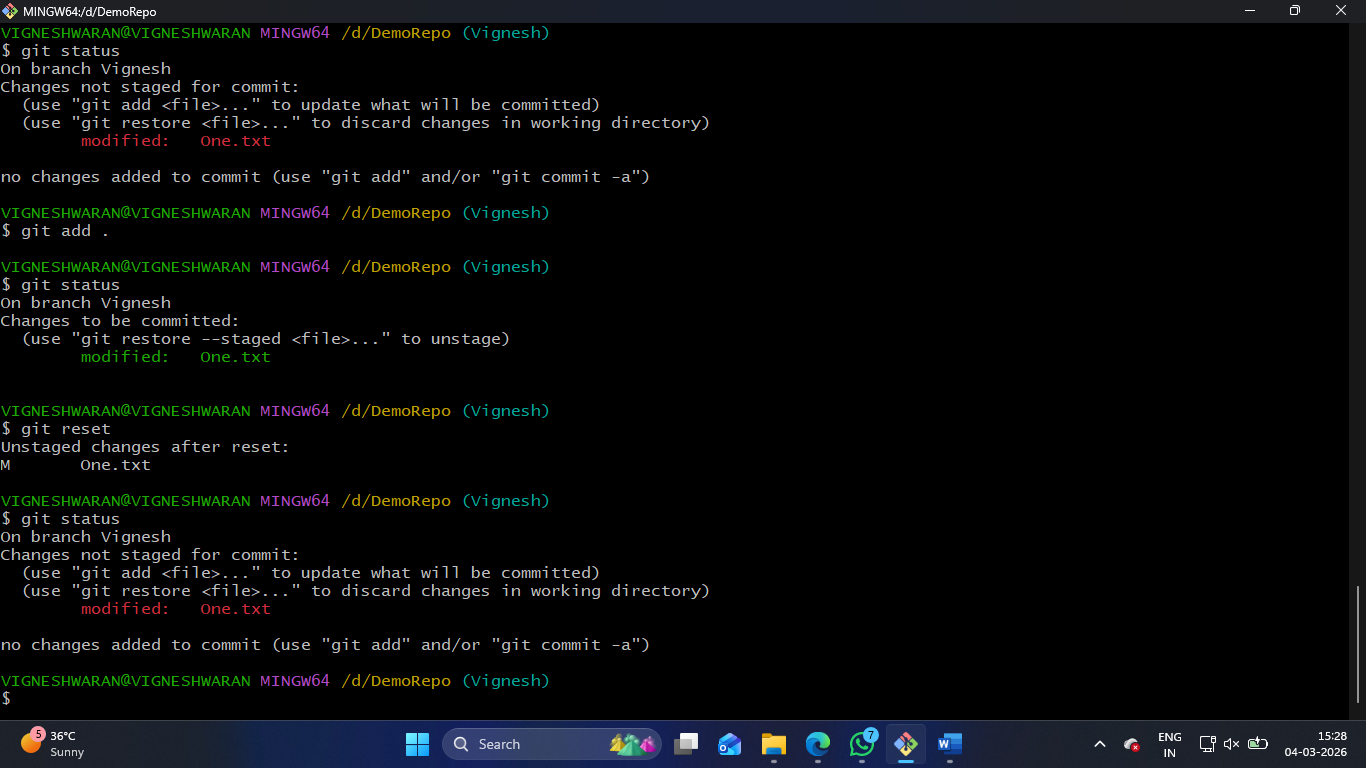 MINGW64:/d/DemoRepo
VIGNESHWARAN@VIGNESHWARAN MINGW64 /d/DemoRepo (Vignesh)
$ git status
On branch Vignesh
Changes not staged for commit:
  (use "git add <file>..." to update what will be committed)
  (use "git restore <file>..." to discard changes in working directory)
        modified:   One.txt

no changes added to commit (use "git add" and/or "git commit -a")

VIGNESHWARAN@VIGNESHWARAN MINGW64 /d/DemoRepo (Vignesh)
$ git add .

VIGNESHWARAN@VIGNESHWARAN MINGW64 /d/DemoRepo (Vignesh)
$ git status
On branch Vignesh
Changes to be committed:
  (use "git restore --staged <file>..." to unstage)
        modified:   One.txt


VIGNESHWARAN@VIGNESHWARAN MINGW64 /d/DemoRepo (Vignesh)
$ git reset
Unstaged changes after reset:
M       One.txt

VIGNESHWARAN@VIGNESHWARAN MINGW64 /d/DemoRepo (Vignesh)
$ git status
On branch Vignesh
Changes not staged for commit:
  (use "git add <file>..." to update what will be committed)
  (use "git restore <file>..." to discard changes in working directory)
        modified:   One.txt

no changes added to commit (use "git add" and/or "git commit -a")

VIGNESHWARAN@VIGNESHWARAN MINGW64 /d/DemoRepo (Vignesh)
$
5
36°C
Sunny
Search
7
ENG
IN
15:28
04-03-2026